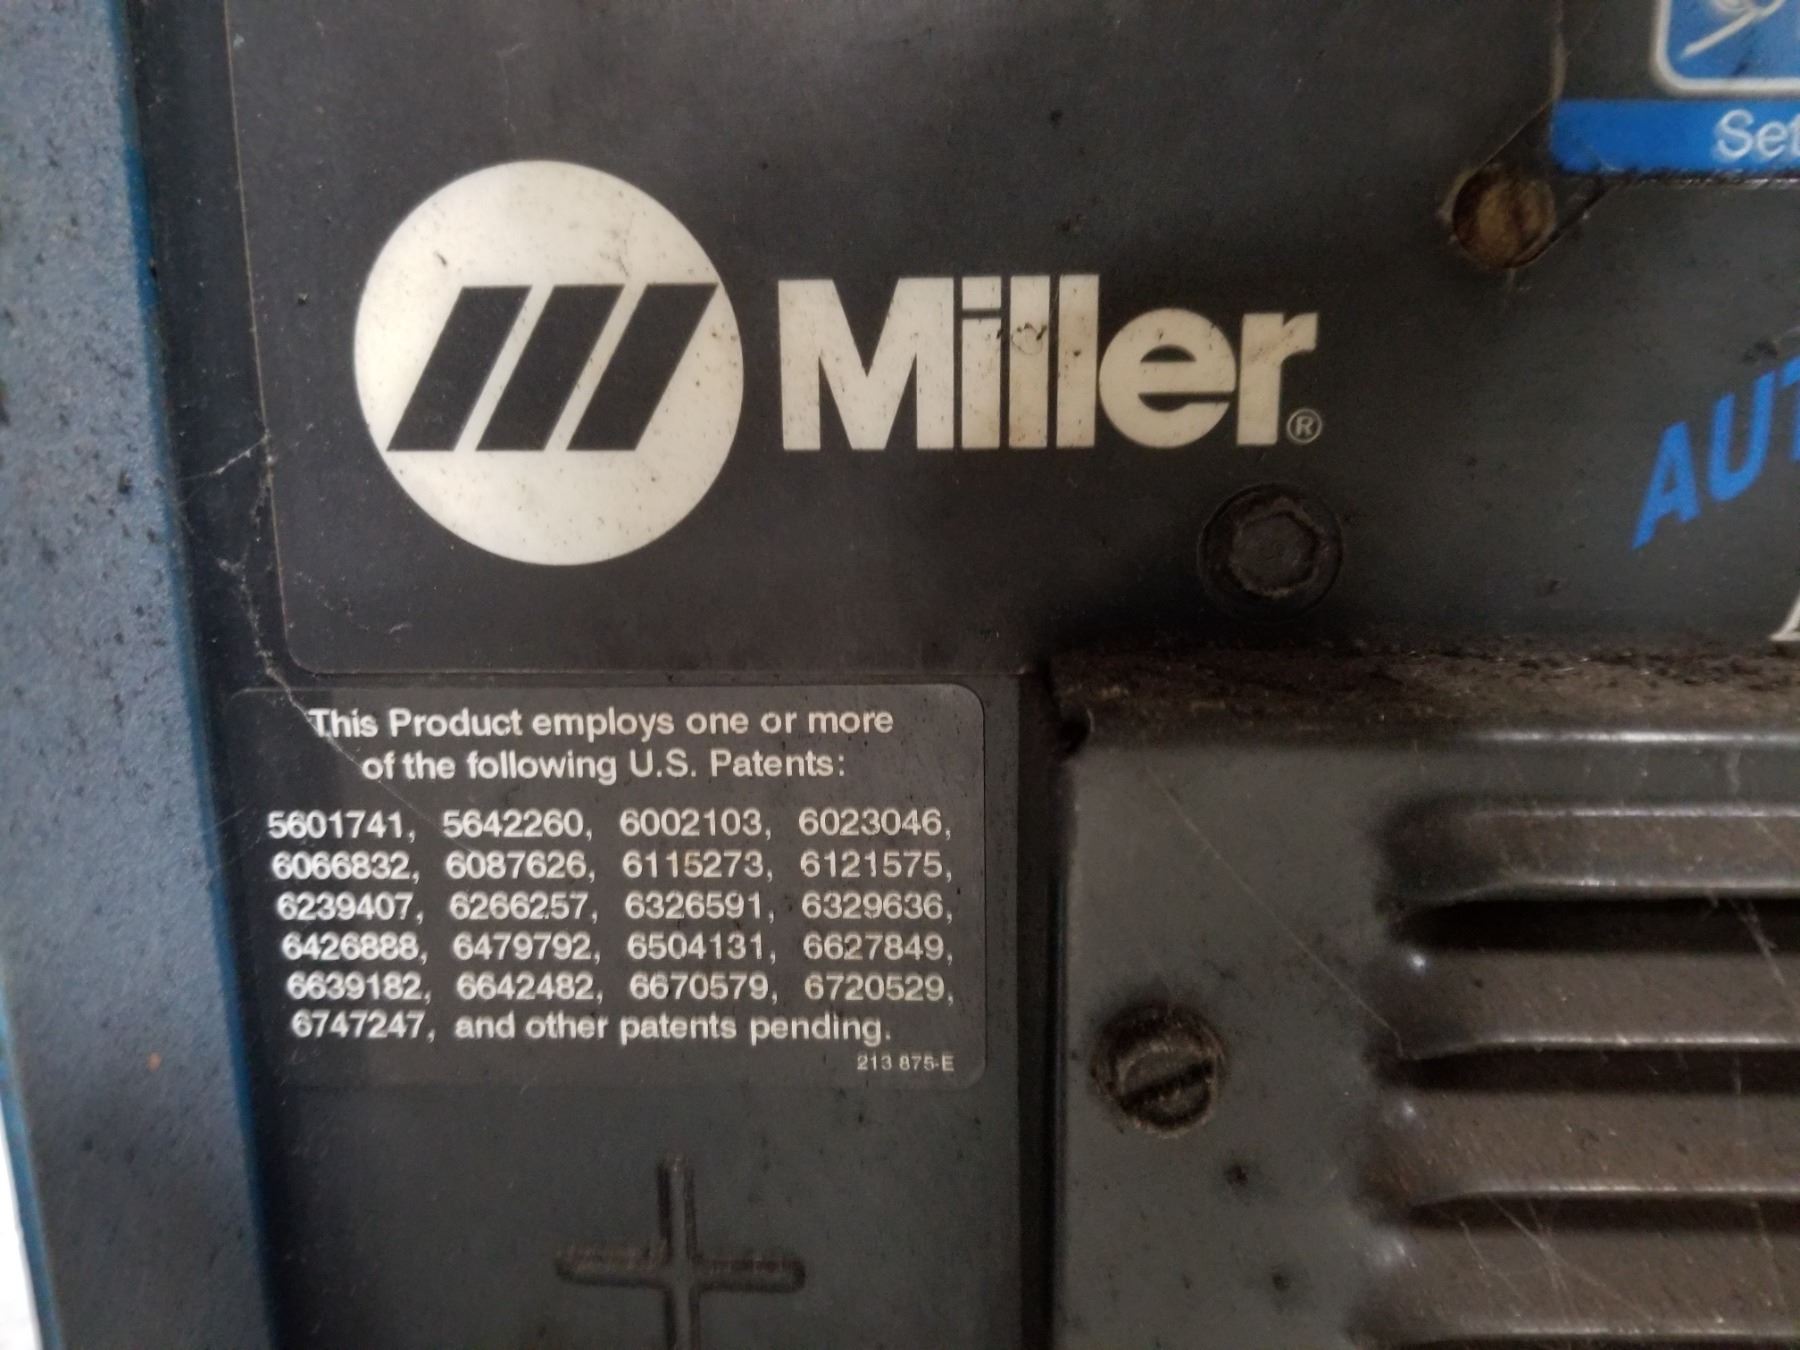 Set
Miller®
AUT
This Product employs one or more
of the following U.S. Patents:
5601741, 5642260, 6002103, 6023046,
6066832, 6087626, 6115273, 6121575,
6239407, 6266257, 6326591, 6329636,
6426888, 6479792, 6504131, 6627849,
6639182, 6642482, 6670579, 6720529,
6747247, and other patents pending.
213 875-E